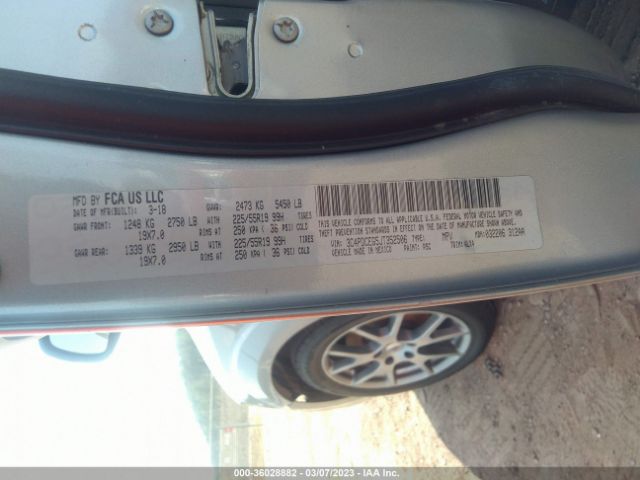 MFD BY FCA US LLC
DATE OF MFR(BUILT): 3-18
GVWR: 2473 KG 5450 LB
GAWR FRONT: 1248 KG 2750 LB WITH 225/55R19 99H TIRES
19X7.0 RIMS AT 250 KPA ( 36 PSI) COLD
GAWR REAR: 1339 KG 2950 LB WITH 225/55R19 99H TIRES
19X7.0 RIMS AT 250 KPA ( 36 PSI) COLD
THIS VEHICLE CONFORMS TO ALL APPLICABLE U.S.A. FEDERAL MOTOR VEHICLE SAFETY AND
THEFT PREVENTION STANDARDS IN EFFECT ON THE DATE OF MANUFACTURE SHOWN ABOVE.
VIN: 3C4PDCEG5JT352506 TYPE: MPV MDH: 032206 312AA
VEHICLE MADE IN MEXICO PAINT: PSC TRIM:
000-36028882 — 03/07/2023 — IAA Inc.